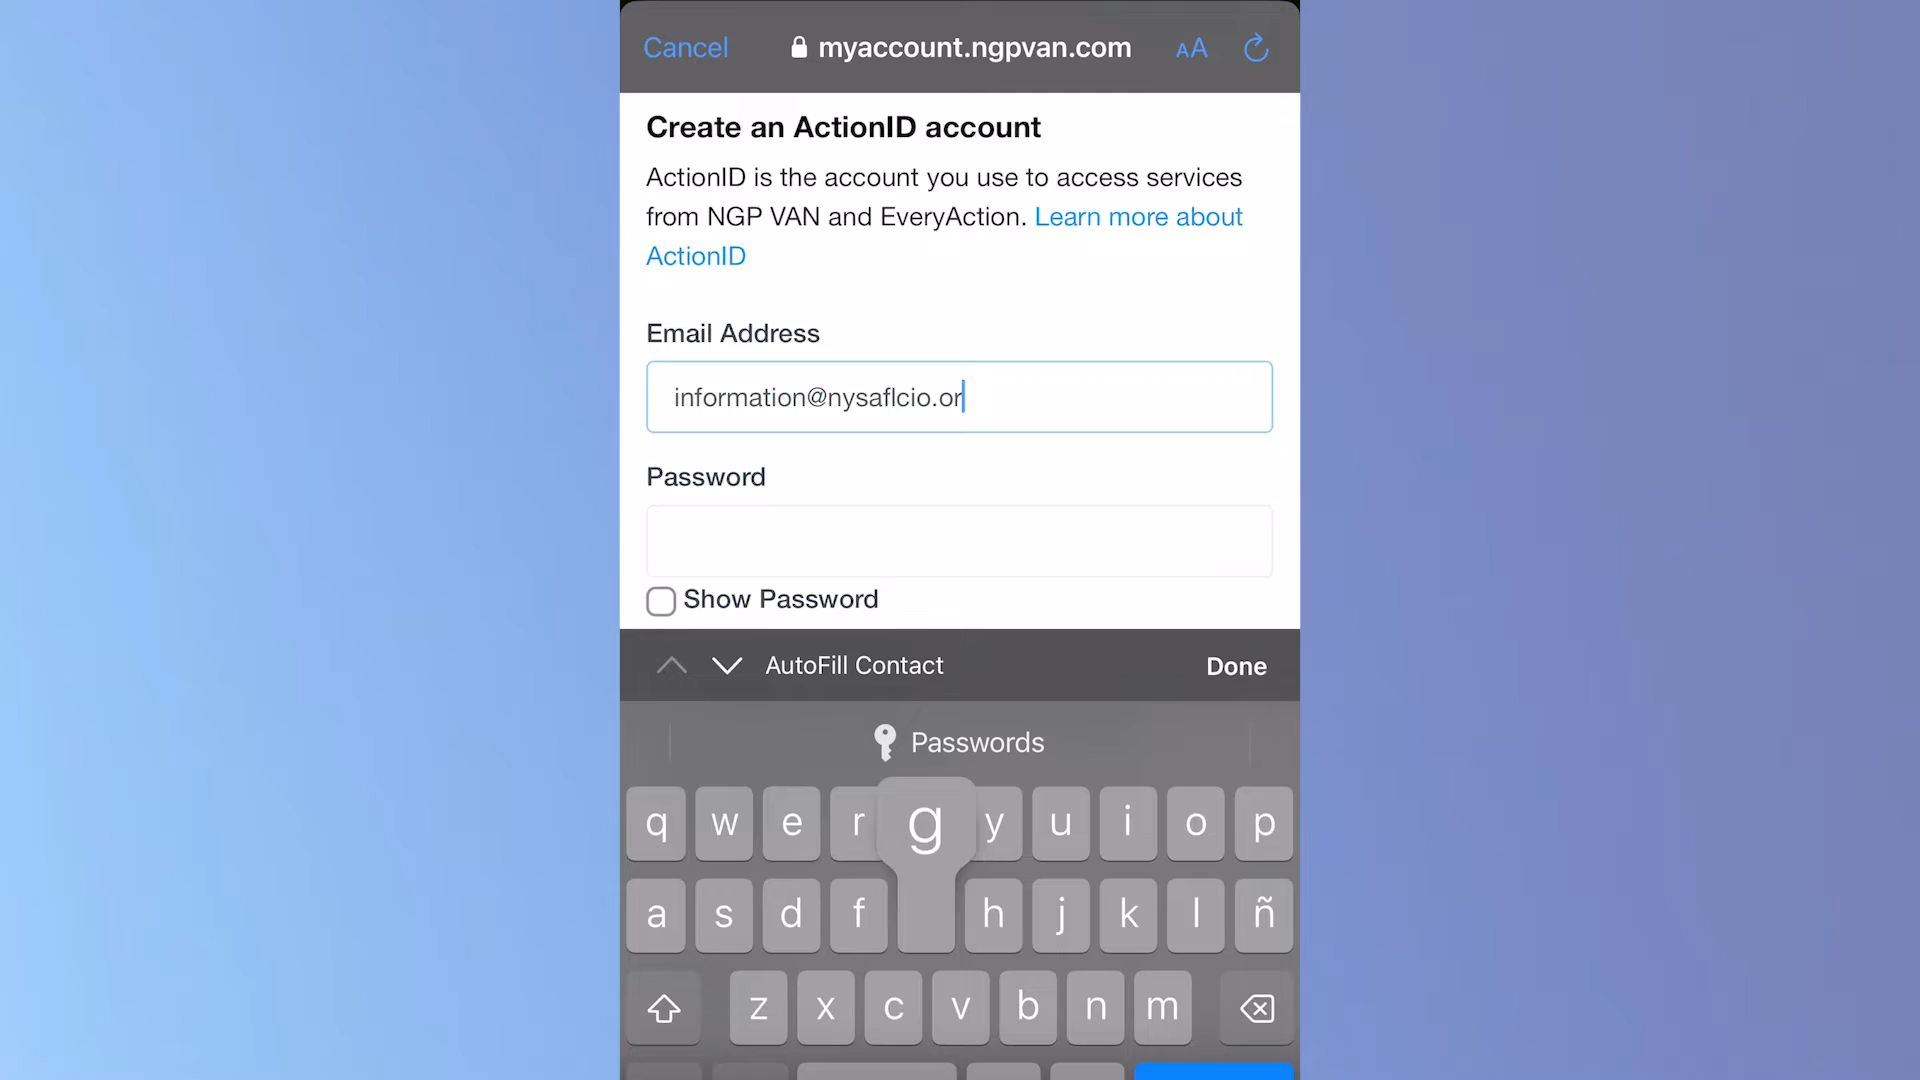 Cancel myaccount.ngpvan.com AA
Create an ActionID account
ActionID is the account you use to access services
from NGP VAN and EveryAction. Learn more about
ActionID
Email Address
information@nysaflcio.or
Password
Show Password
AutoFill Contact Done
Passwords
q w e r g y u i o p
a s d f h j k l ñ
z x c v b n m